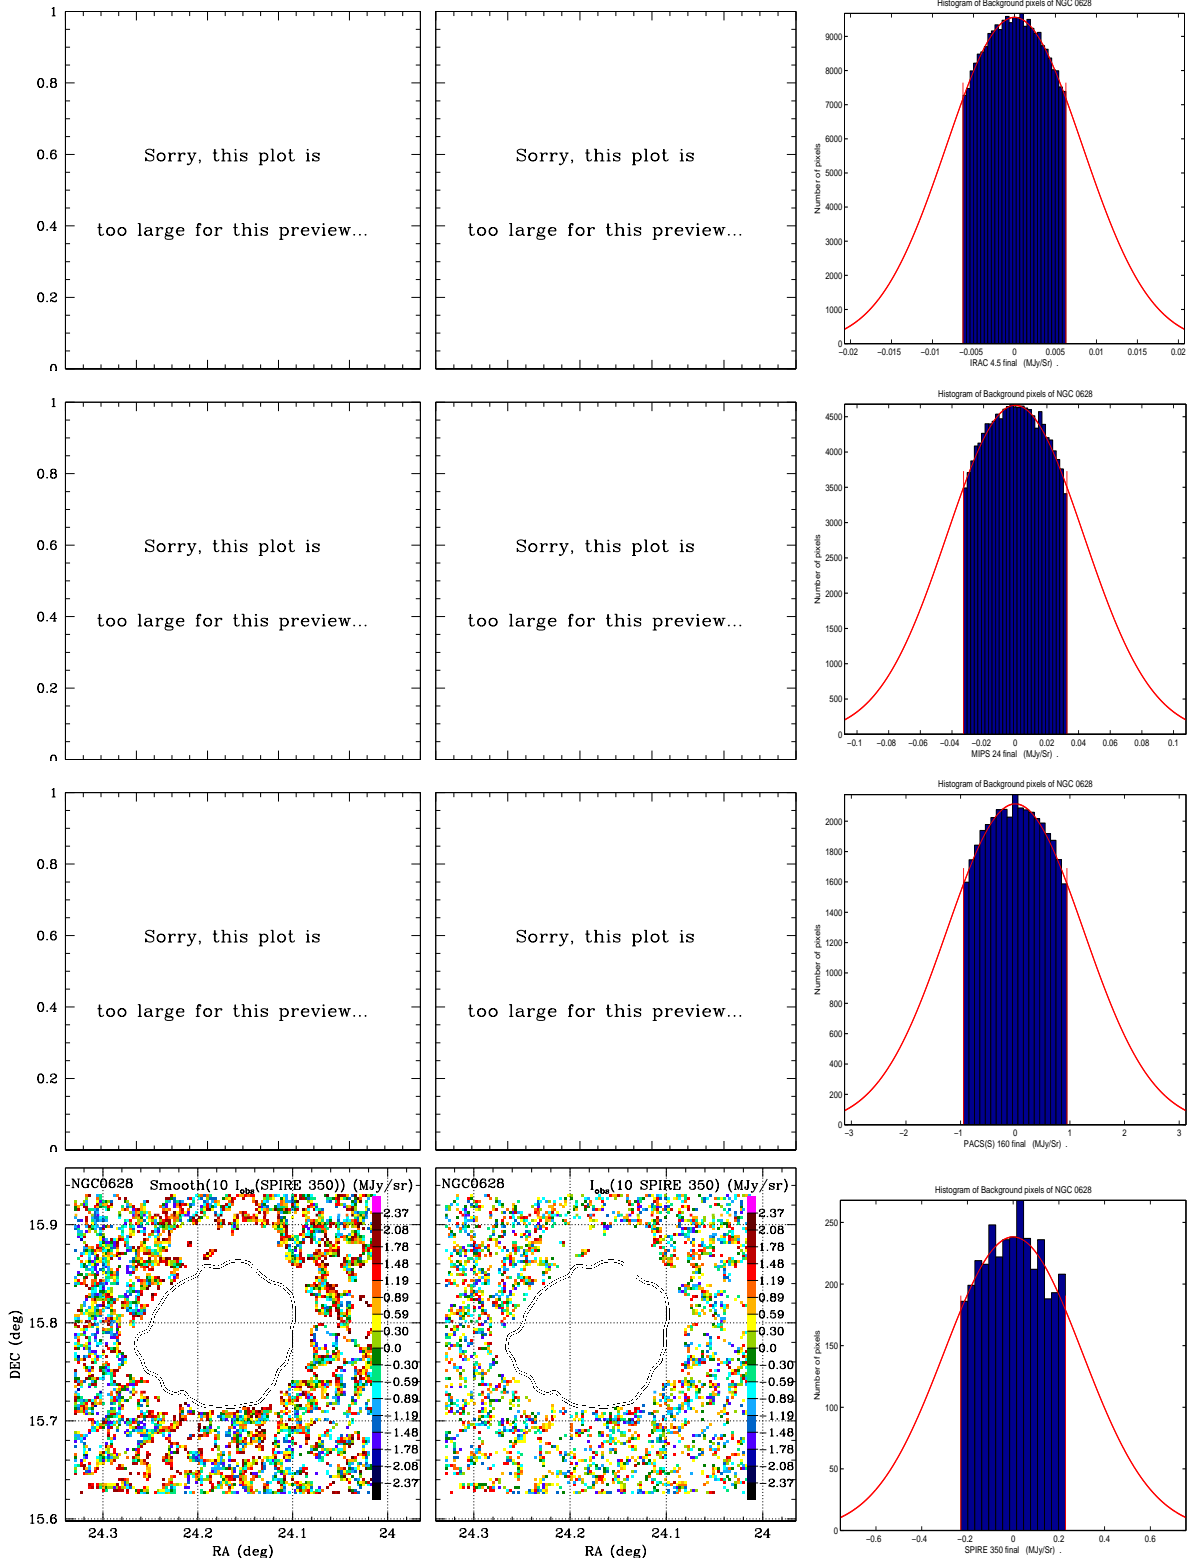 Histogram of Background pixels of NGC 0628
1
0.8
0.6
0.4
0.2
0
Sorry, this plot is
too large for this preview...
Sorry, this plot is
too large for this preview...
Number of pixels
9000
8000
7000
6000
5000
4000
3000
2000
1000
0
−0.02 −0.015 −0.01 −0.005 0 0.005 0.01 0.015 0.02
IRAC 4.5 final (MJy/Sr) .
Histogram of Background pixels of NGC 0628
1
0.8
0.6
0.4
0.2
0
Sorry, this plot is
too large for this preview...
Sorry, this plot is
too large for this preview...
Number of pixels
4500
4000
3500
3000
2500
2000
1500
1000
500
0
−0.1 −0.08 −0.06 −0.04 −0.02 0 0.02 0.04 0.06 0.08 0.1
MIPS 24 final (MJy/Sr) .
Histogram of Background pixels of NGC 0628
1
0.8
0.6
0.4
0.2
0
Sorry, this plot is
too large for this preview...
Sorry, this plot is
too large for this preview...
Number of pixels
2000
1800
1600
1400
1200
1000
800
600
400
200
0
−3 −2 −1 0 1 2 3
PACS(S) 160 final (MJy/Sr) .
NGC0628 Smooth(10 I_obs(SPIRE 350)) (MJy/sr)
2.37
2.08
1.78
1.48
1.19
0.89
0.59
0.30
0.0
−0.30
−0.59
−0.89
−1.19
−1.48
−1.78
−2.08
−2.37
DEC (deg)
15.9
15.8
15.7
15.6
24.3 24.2 24.1 24
RA (deg)
NGC0628 I_obs(10 SPIRE 350) (MJy/sr)
2.37
2.08
1.78
1.48
1.19
0.89
0.59
0.30
0.0
−0.30
−0.59
−0.89
−1.19
−1.48
−1.78
−2.08
−2.37
24.3 24.2 24.1 24
RA (deg)
Histogram of Background pixels of NGC 0628
Number of pixels
250
200
150
100
50
0
−0.6 −0.4 −0.2 0 0.2 0.4 0.6
SPIRE 350 final (MJy/Sr) .